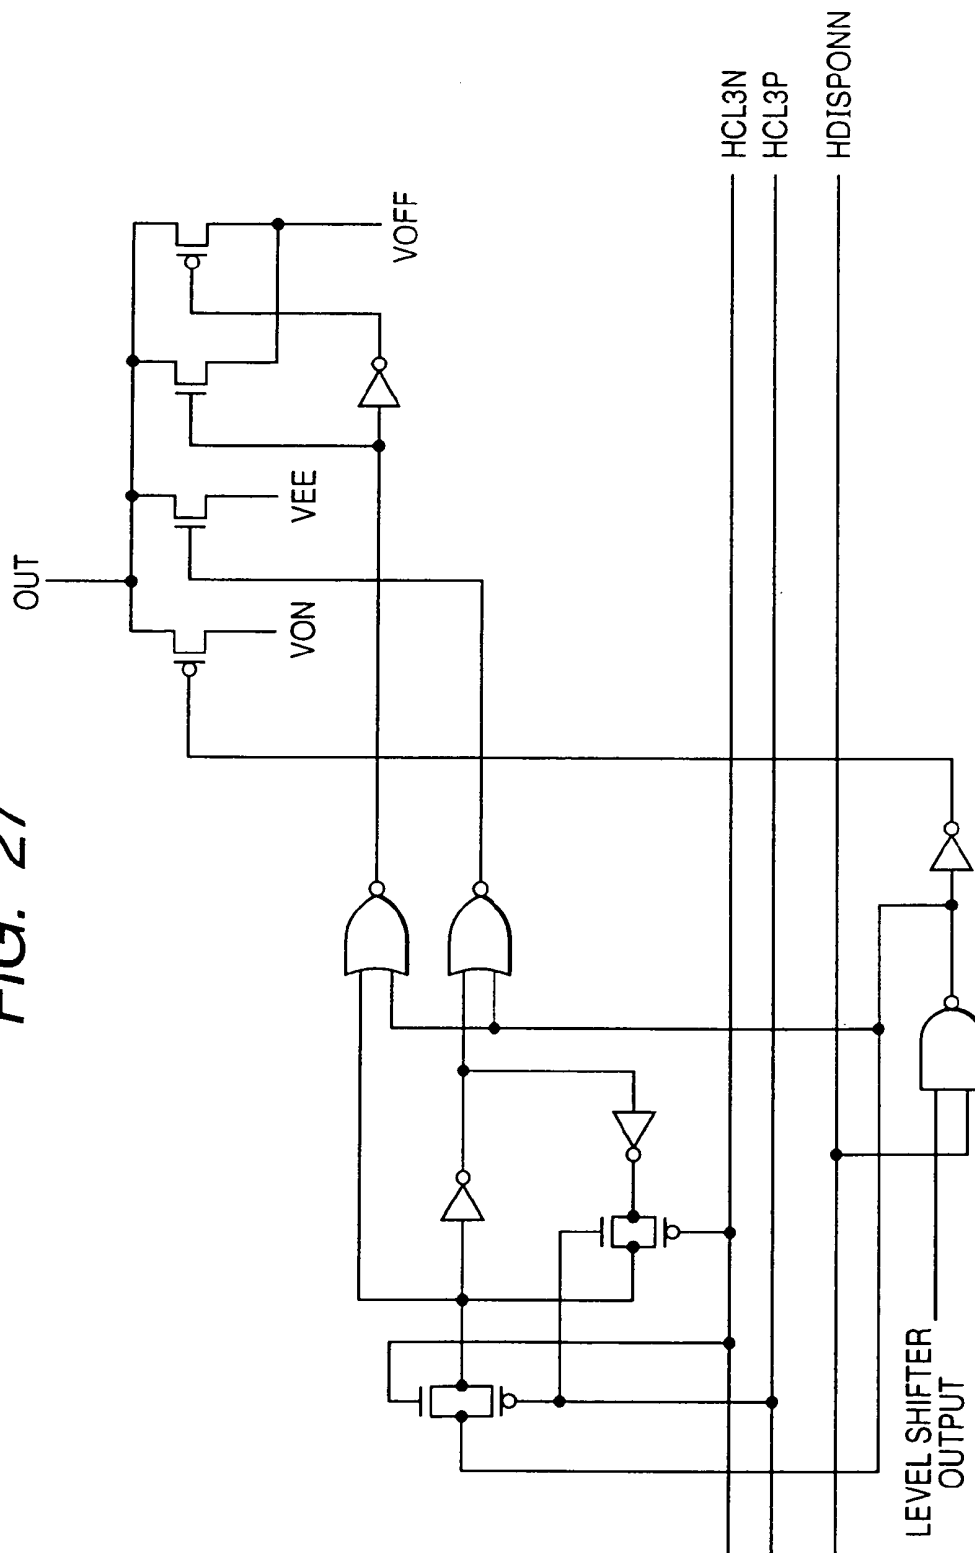 FIG. 27
OUT
VON
VEE
VOFF
HCL3N
HCL3P
HDISPONN
LEVEL SHIFTER
OUTPUT